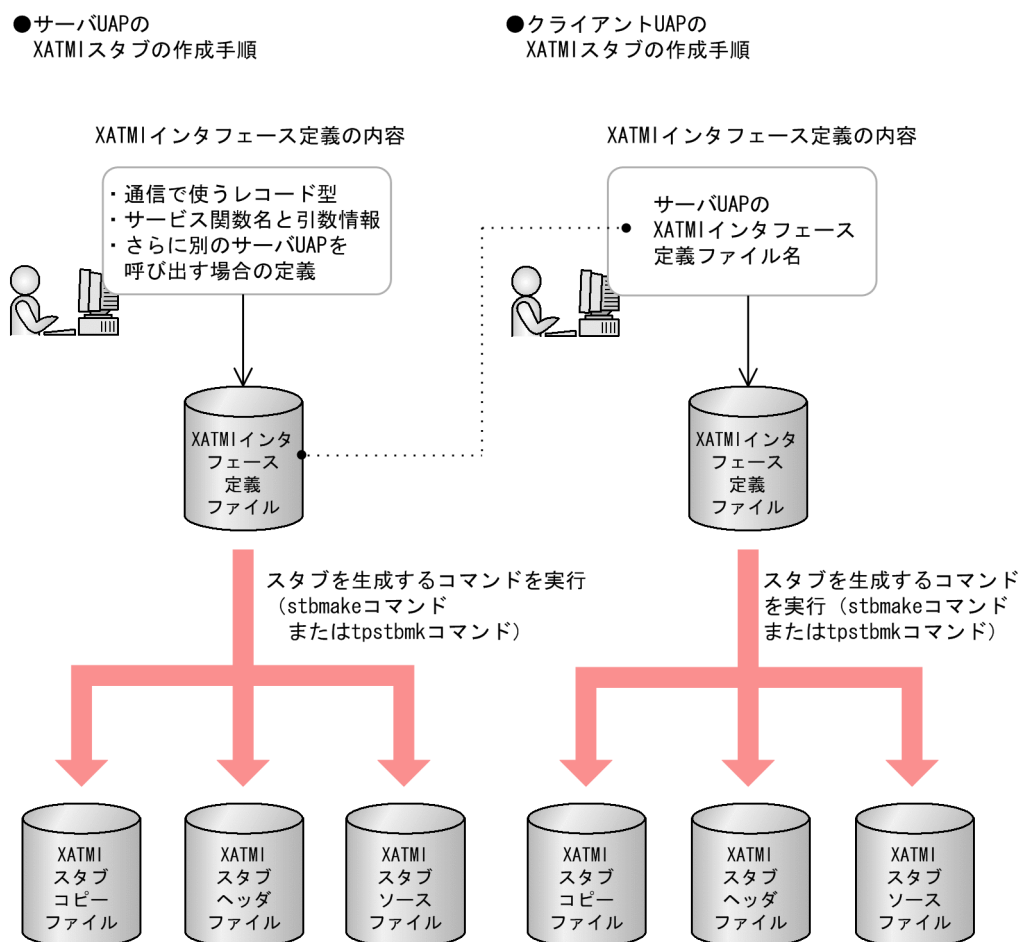 ●サーバUAPの
XATMIスタブの作成手順
XATMIインタフェース定義の内容
・通信で使うレコード型
・サービス関数名と引数情報
・さらに別のサーバUAPを
呼び出す場合の定義
XATMIインタ
フェース
定義
ファイル
スタブを生成するコマンドを実行
（stbmakeコマンド
またはtpstbmkコマンド）
XATMI
スタブ
コピー
ファイル
XATMI
スタブ
ヘッダ
ファイル
XATMI
スタブ
ソース
ファイル
●クライアントUAPの
XATMIスタブの作成手順
XATMIインタフェース定義の内容
サーバUAPの
XATMIインタフェース
定義ファイル名
XATMIインタ
フェース
定義
ファイル
スタブを生成するコマンド
を実行（stbmakeコマンド
またはtpstbmkコマンド）
XATMI
スタブ
コピー
ファイル
XATMI
スタブ
ヘッダ
ファイル
XATMI
スタブ
ソース
ファイル